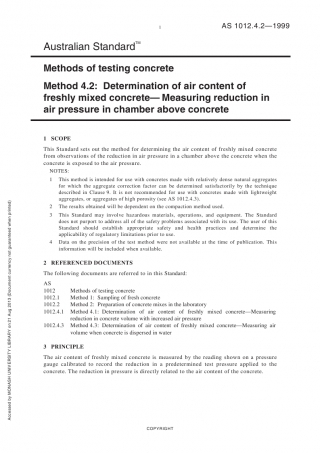 1
AS 1012.4.2—1999
Australian Standard™
Methods of testing concrete
Method 4.2: Determination of air content of
freshly mixed concrete— Measuring reduction in
air pressure in chamber above concrete
1 SCOPE
This Standard sets out the method for determining the air content of freshly mixed concrete
from observations of the reduction in air pressure in a chamber above the concrete when the
concrete is exposed to the air pressure.
NOTES:
1 This method is intended for use with concretes made with relatively dense natural aggregates
for which the aggregate correction factor can be determined satisfactorily by the technique
described in Clause 9. It is not recommended for use with concretes made with lightweight
aggregates, or aggregates of high porosity (see AS 1012.4.3).
2 The results obtained will be dependent on the compaction method used.
3 This Standard may involve hazardous materials, operations, and equipment. The Standard
does not purport to address all of the safety problems associated with its use. The user of this
Standard should establish appropriate safety and health practices and determine the
applicability of regulatory limitations prior to use.
4 Data on the precision of the test method were not available at the time of publication. This
information will be included when available.
2 REFERENCED DOCUMENTS
The following documents are referred to in this Standard:
AS
1012 Methods of testing concrete
1012.1 Method 1: Sampling of fresh concrete
1012.2 Method 2: Preparation of concrete mixes in the laboratory
1012.4.1 Method 4.1: Determination of air content of freshly mixed concrete—Measuring
reduction in concrete volume with increased air pressure
1012.4.3 Method 4.3: Determination of air content of freshly mixed concrete—Measuring air
volume when concrete is dispersed in water
3 PRINCIPLE
The air content of freshly mixed concrete is measured by the reading shown on a pressure
gauge calibrated to record the reduction in a predetermined test pressure applied to the
concrete. The reduction in pressure is directly related to the air content of the concrete.
Accessed by MONASH UNIVERSITY LIBRARY on 21 Aug 2013 (Document currency not guaranteed when printed)
COPYRIGHT